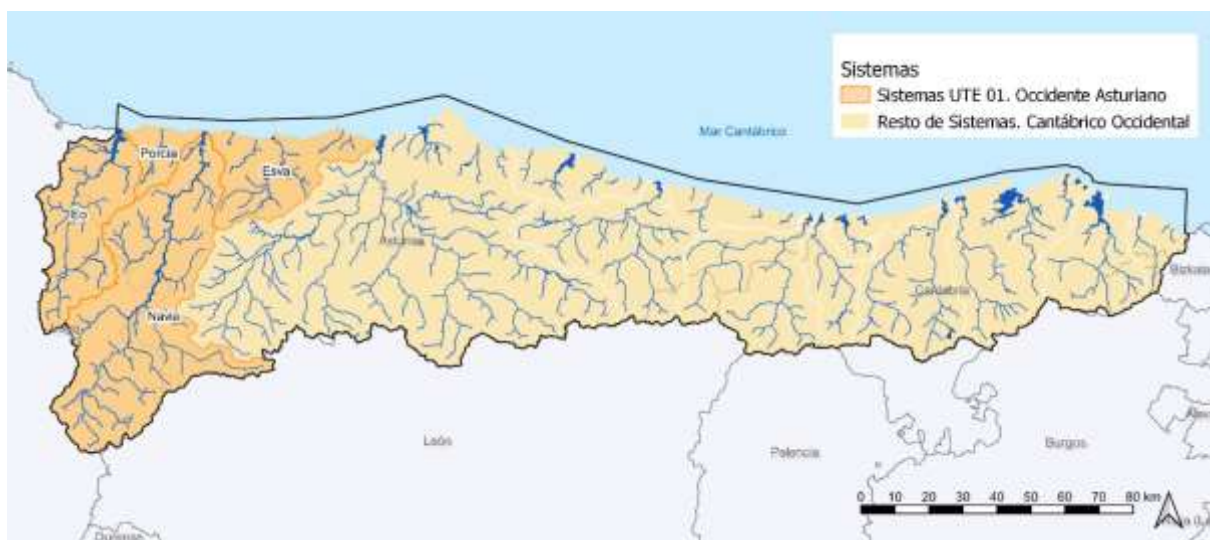 Sistemas
Sistemas UTE 01. Occidente Asturiano
Resto de Sistemas. Cantábrico Occidental
Mar Cantábrico
Porcía
Esva
Eo
Asturias
Navia
Cantabria
León
Palencia
Burgos
0 10 20 30 40 50 60 70 80 km